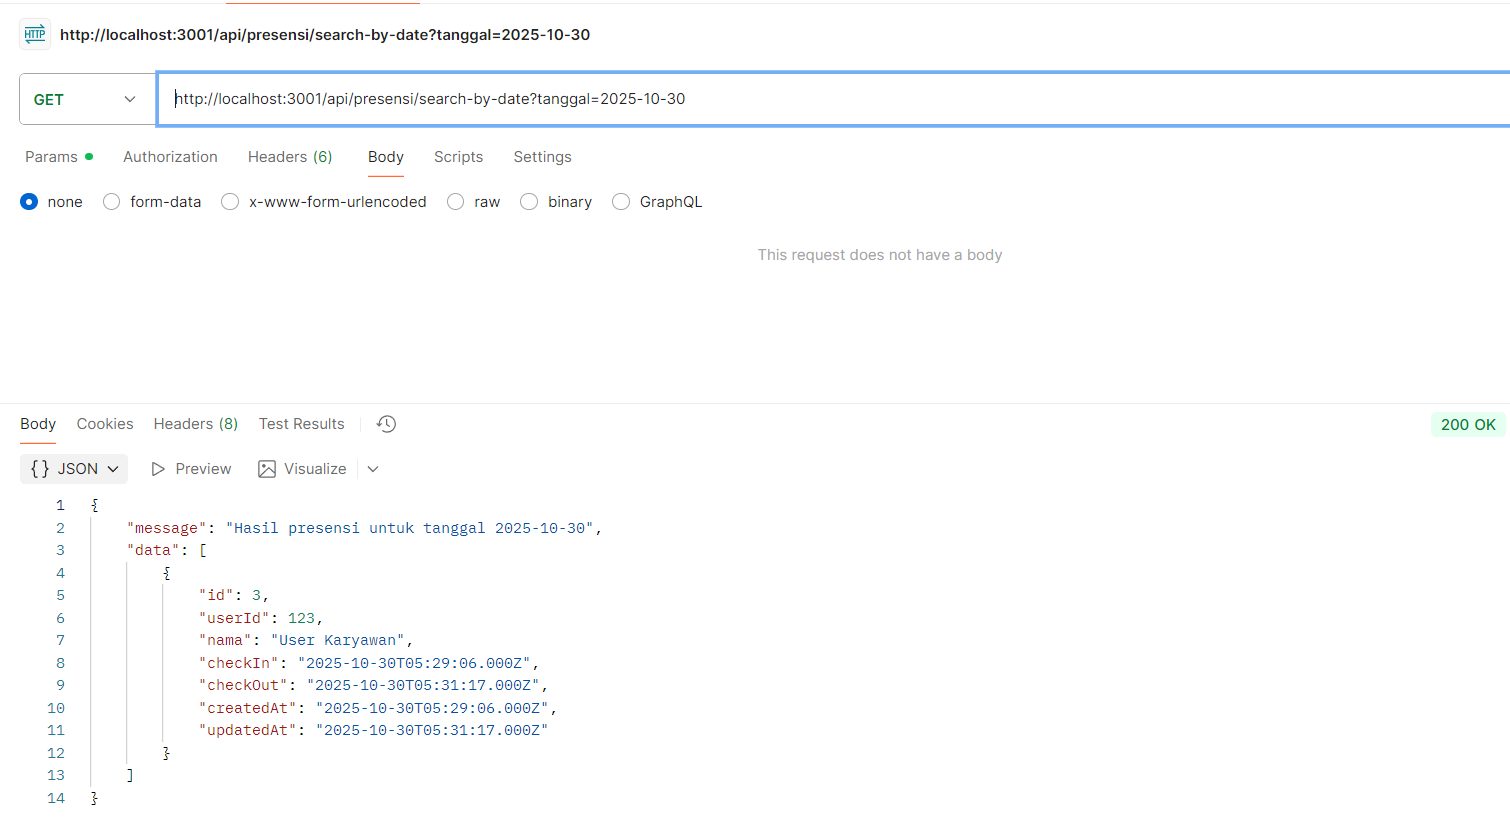 HTTP http://localhost:3001/api/presensi/search-by-date?tanggal=2025-10-30
GET http://localhost:3001/api/presensi/search-by-date?tanggal=2025-10-30
Params Authorization Headers (6) Body Scripts Settings
none form-data x-www-form-urlencoded raw binary GraphQL
This request does not have a body
Body Cookies Headers (8) Test Results 200 OK
{} JSON Preview Visualize
1 {
2 "message": "Hasil presensi untuk tanggal 2025-10-30",
3 "data": [
4 {
5 "id": 3,
6 "userId": 123,
7 "nama": "User Karyawan",
8 "checkIn": "2025-10-30T05:29:06.000Z",
9 "checkOut": "2025-10-30T05:31:17.000Z",
10 "createdAt": "2025-10-30T05:29:06.000Z",
11 "updatedAt": "2025-10-30T05:31:17.000Z"
12 }
13 ]
14 }